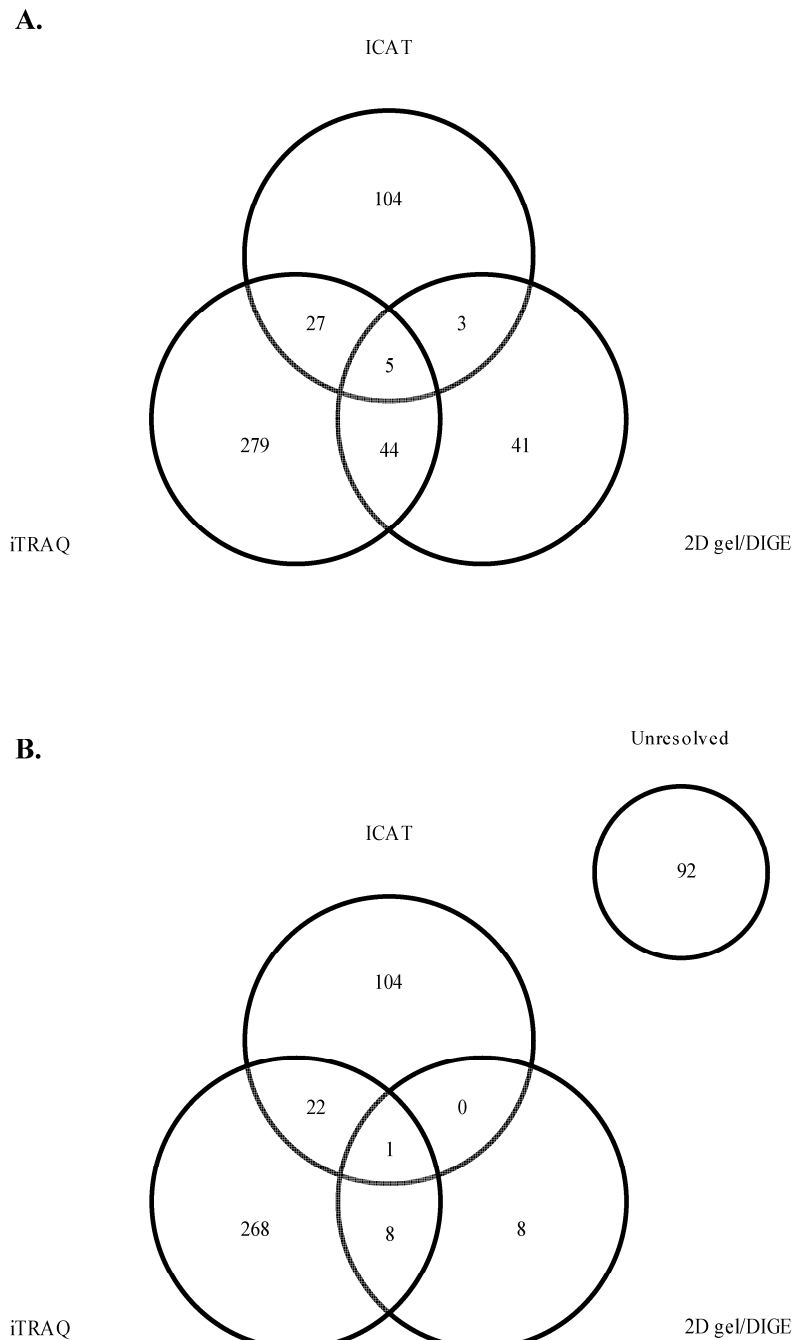 A.
ICAT
104
27
3
5
279
44
41
iTRAQ
2D gel/DIGE
B.
Unresolved
92
ICAT
104
22
0
1
268
8
8
iTRAQ
2D gel/DIGE